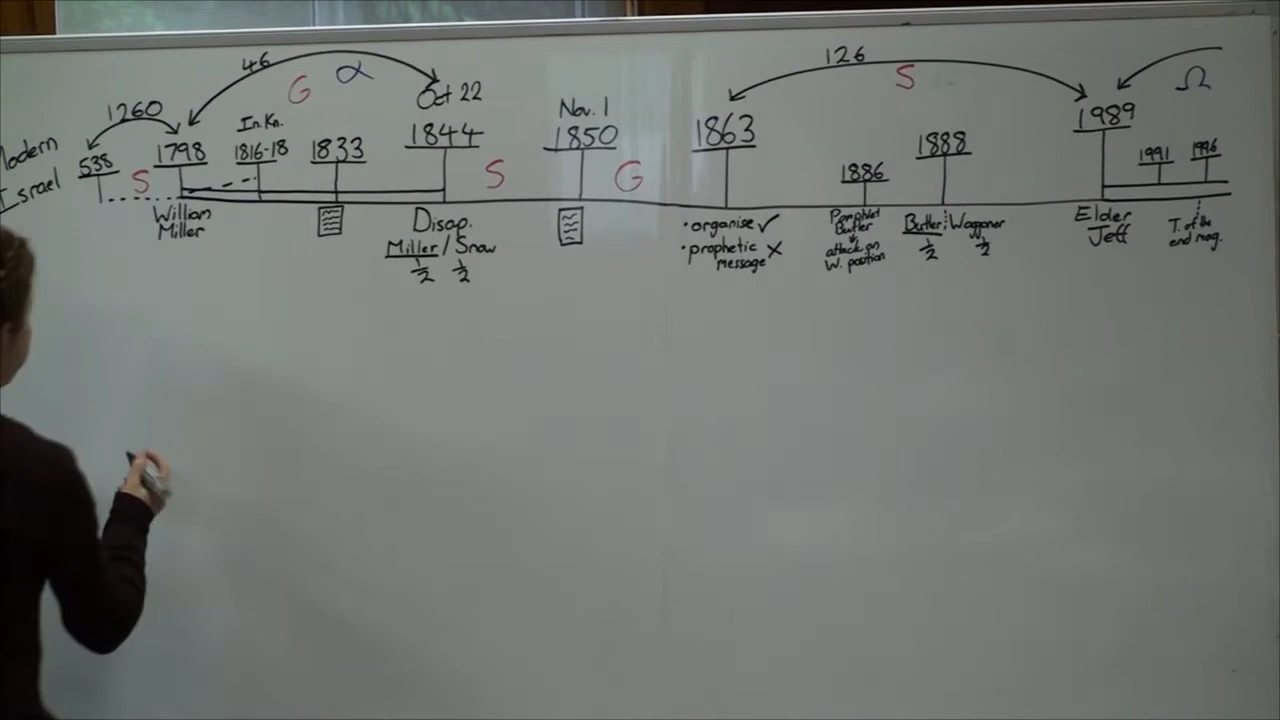 Modern
Israel
1260
538
S
1798
William
Miller
46
G α
In.Kn.
1816-18
1833
Oct 22
1844
Disap.
Miller / Snow
1/2 1/2
S
Nov. 1
1850
G
1863
• organise ✓
• prophetic
message X
126
S
1886
Pamphlet
Butler
attack on
W. position
1888
Butler Waggoner
1/2 1/2
1989
Elder
Jeff
Ω
1991
1996
T. of the
end mag.